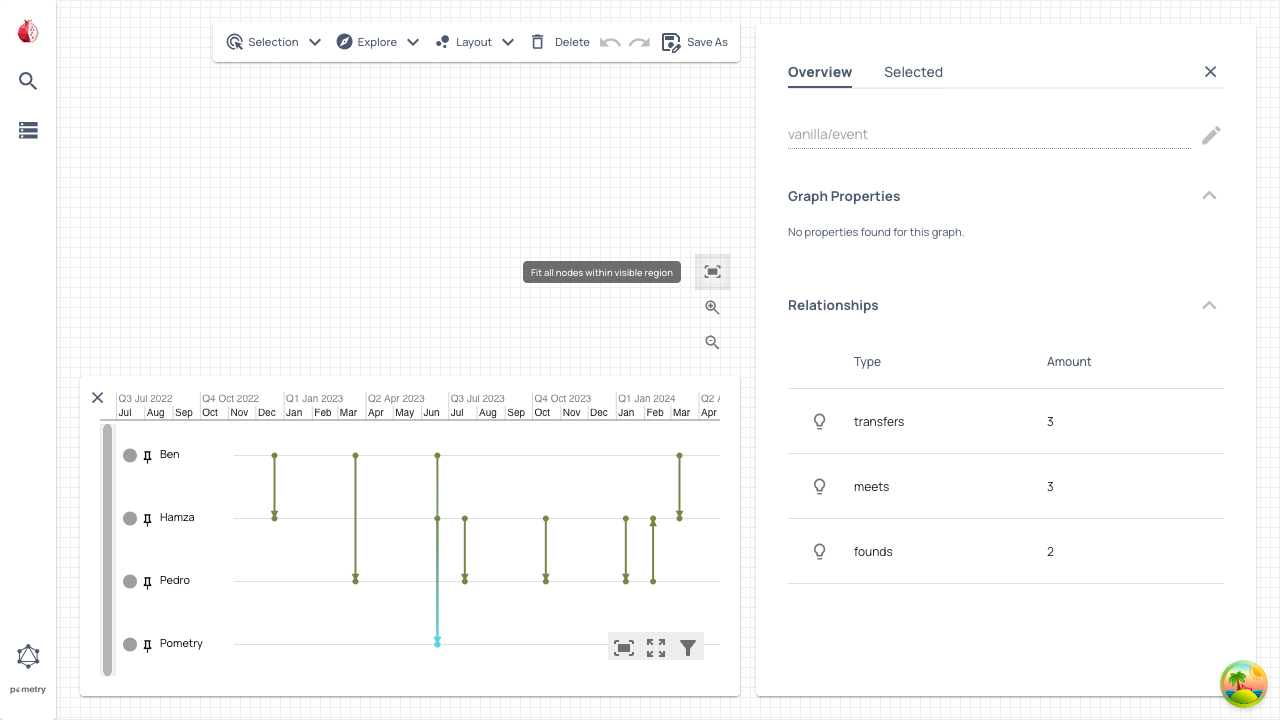 Selection
Explore
Layout
Delete
Save As
Overview
Selected
vanilla/event
Graph Properties
No properties found for this graph.
Fit all nodes within visible region
Relationships
Type Amount
transfers 3
meets 3
founds 2
Q3 Jul 2022 Q4 Oct 2022 Q1 Jan 2023 Q2 Apr 2023 Q3 Jul 2023 Q4 Oct 2023 Q1 Jan 2024 Q2
Jul Aug Sep Oct Nov Dec Jan Feb Mar Apr May Jun Jul Aug Sep Oct Nov Dec Jan Feb Mar Apr
Ben
Hamza
Pedro
Pometry
pometry